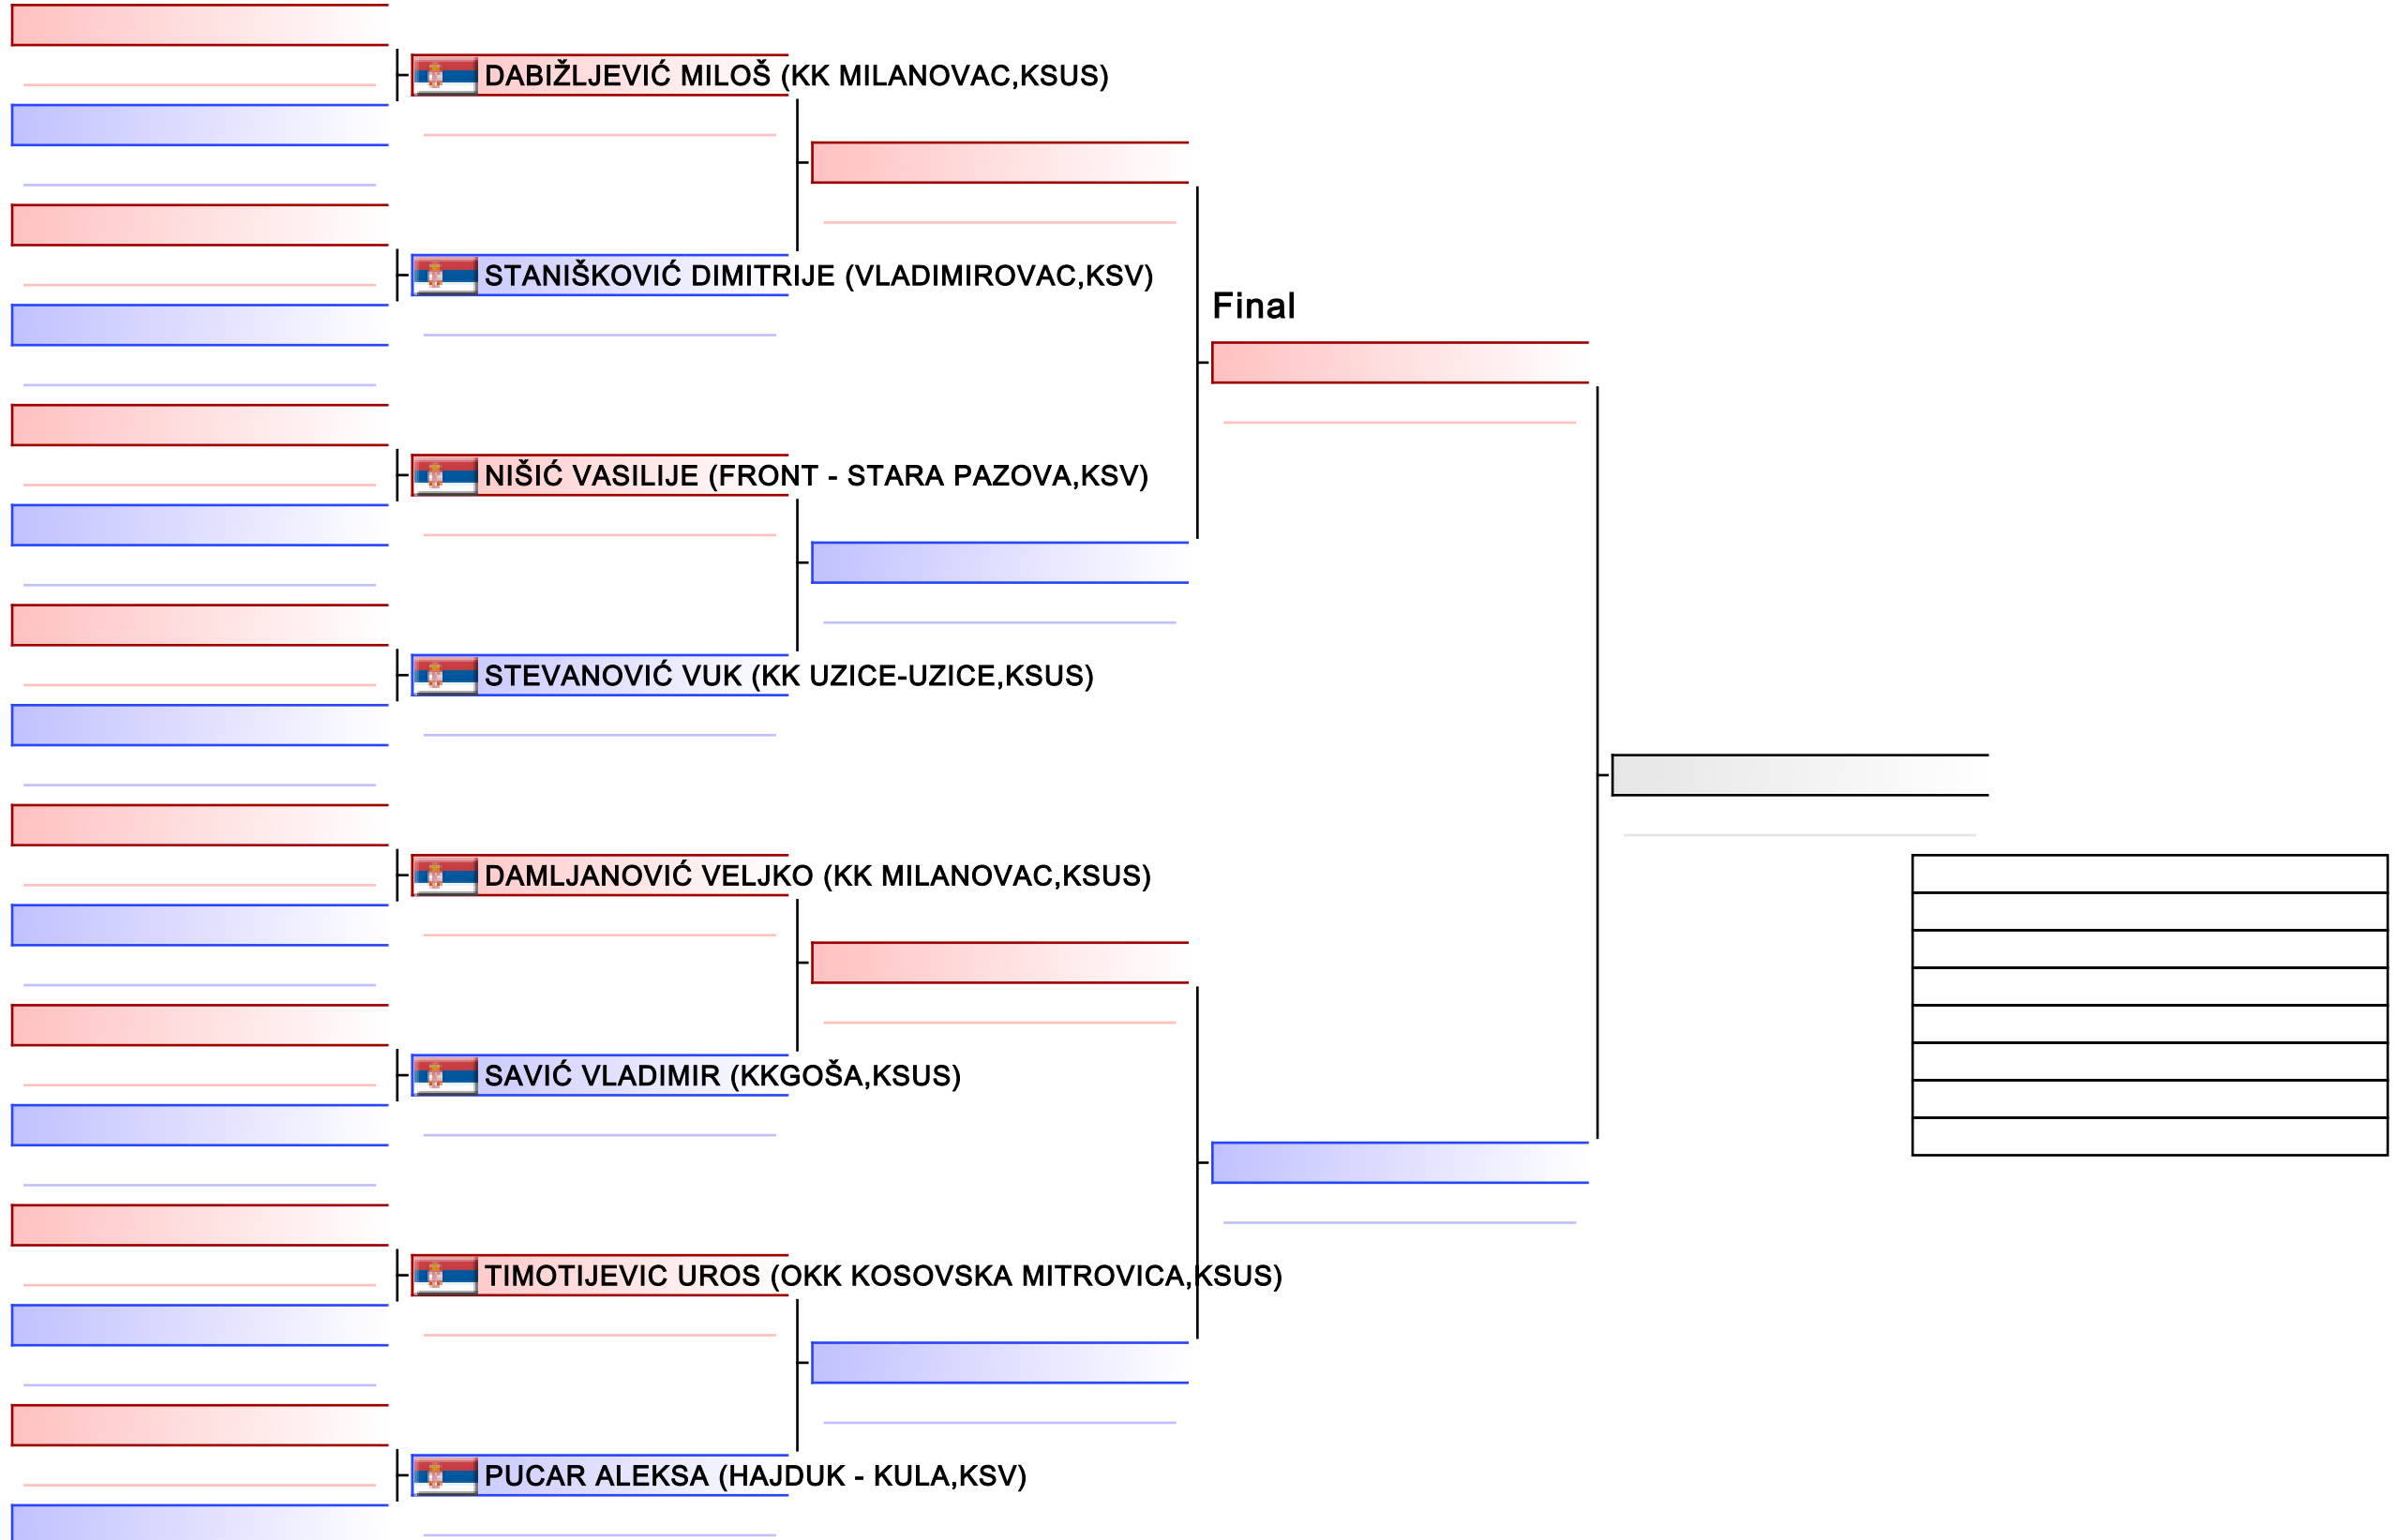 DABIŽLJEVIĆ MILOŠ (KK MILANOVAC,KSUS)
STANIŠKOVIĆ DIMITRIJE (VLADIMIROVAC,KSV)
Final
NIŠIĆ VASILIJE (FRONT - STARA PAZOVA,KSV)
STEVANOVIĆ VUK (KK UZICE-UZICE,KSUS)
DAMLJANOVIĆ VELJKO (KK MILANOVAC,KSUS)
SAVIĆ VLADIMIR (KKGOŠA,KSUS)
TIMOTIJEVIC UROS (OKK KOSOVSKA MITROVICA,KSUS)
PUCAR ALEKSA (HAJDUK - KULA,KSV)